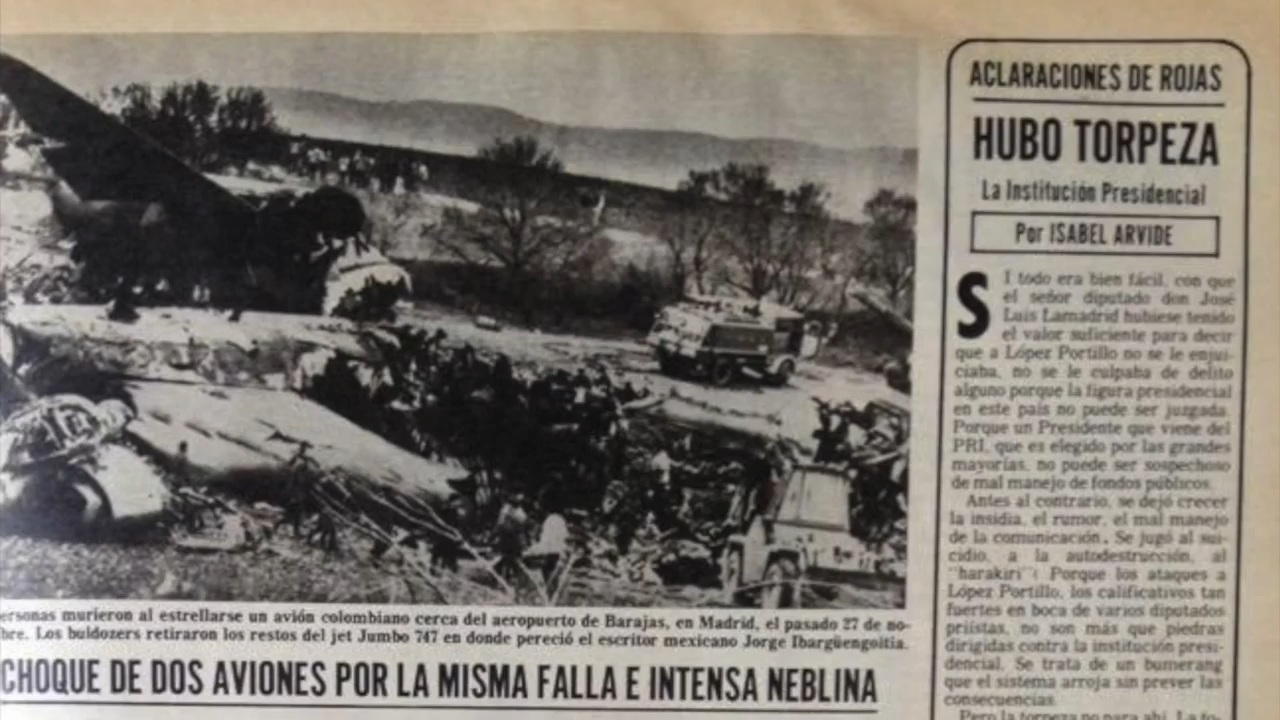 ersonas murieron al estrellarse un avión colombiano cerca del aeropuerto de Barajas, en Madrid, el pasado 27 de no-
bre. Los buldozers retiraron los restos del jet Jumbo 747 en donde pereció el escritor mexicano Jorge Ibargüengoitia.
CHOQUE DE DOS AVIONES POR LA MISMA FALLA E INTENSA NEBLINA
ACLARACIONES DE ROJAS
HUBO TORPEZA
La Institución Presidencial
Por ISABEL ARVIDE
SI todo era bien fácil, con que
el señor diputado don José
Luis Lamadrid hubiese tenido
el valor suficiente para decir
que a López Portillo no se le enjui-
ciaba, no se le culpaba de delito
alguno porque la figura presidencial
en este país no puede ser juzgada.
Porque un Presidente que viene del
PRI, que es elegido por las grandes
mayorías, no puede ser sospechoso
de mal manejo de fondos públicos.
Antes al contrario, se dejó crecer
la insidia, el rumor, el mal manejo
de la comunicación. Se jugó al sui-
cidio, a la autodestrucción, al
"harakiri" Porque los ataques a
López Portillo, los calificativos tan
fuertes en boca de varios diputados
priístas, no son más que piedras
dirigidas contra la institución presi-
dencial. Se trata de un bumerang
que el sistema arroja sin prever las
consecuencias.
Pero la torpeza no para ahí. La fa-